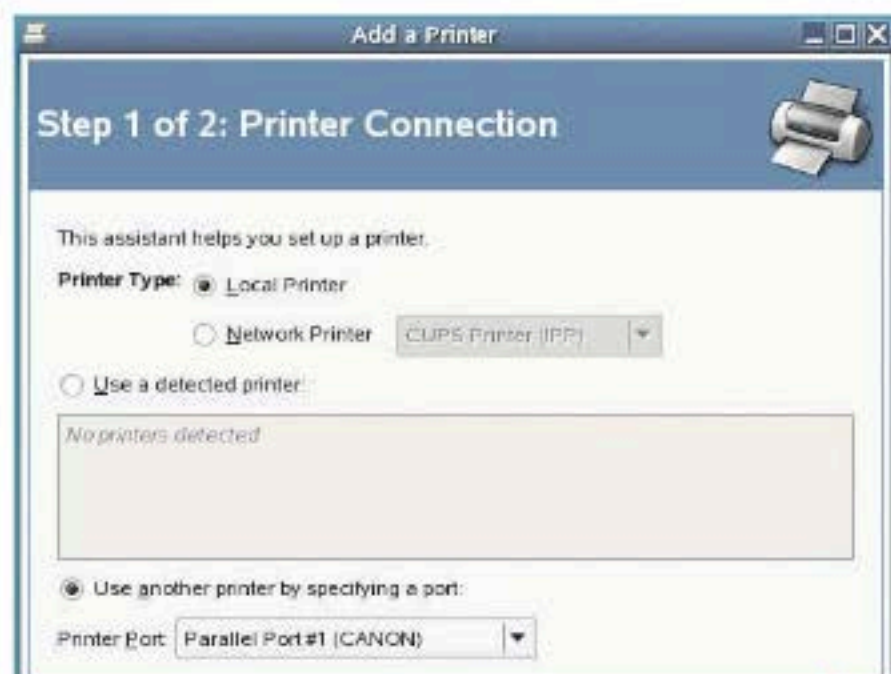 Add a Printer
Step 1 of 2: Printer Connection
This assistant helps you set up a printer.
Printer Type: Local Printer
Network Printer CUPS Printer (IPP)
Use a detected printer:
No printers detected
Use another printer by specifying a port:
Printer Port Parallel Port #1 (CANON)